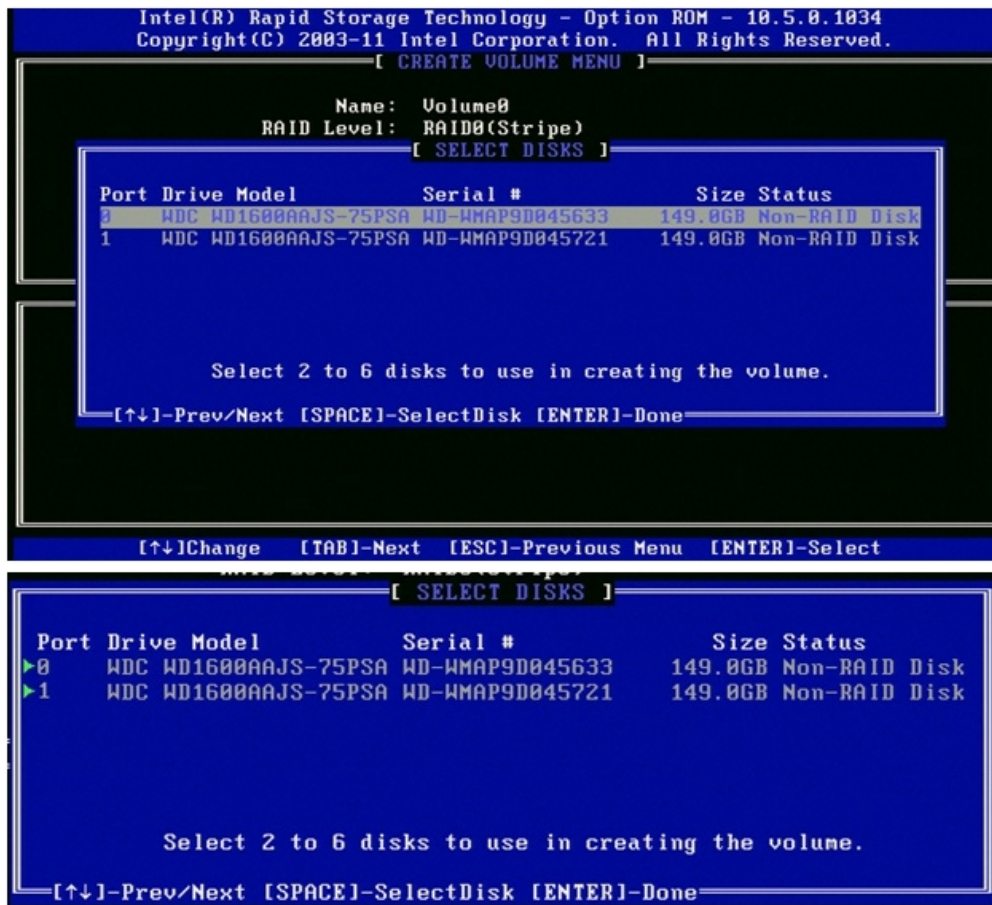 Intel(R) Rapid Storage Technology - Option ROM - 10.5.0.1034
Copyright(C) 2003-11 Intel Corporation. All Rights Reserved.
[ CREATE VOLUME MENU ]
Name: Volume0
RAID Level: RAID0(Stripe)
[ SELECT DISKS ]
Port Drive Model Serial # Size Status
0 WDC WD1600AAJS-75PSA WD-WMAP9D045633 149.0GB Non-RAID Disk
1 WDC WD1600AAJS-75PSA WD-WMAP9D045721 149.0GB Non-RAID Disk
Select 2 to 6 disks to use in creating the volume.
[↑↓]-Prev/Next [SPACE]-SelectDisk [ENTER]-Done
[↑↓]Change [TAB]-Next [ESC]-Previous Menu [ENTER]-Select
[ SELECT DISKS ]
Port Drive Model Serial # Size Status
►0 WDC WD1600AAJS-75PSA WD-WMAP9D045633 149.0GB Non-RAID Disk
►1 WDC WD1600AAJS-75PSA WD-WMAP9D045721 149.0GB Non-RAID Disk
Select 2 to 6 disks to use in creating the volume.
[↑↓]-Prev/Next [SPACE]-SelectDisk [ENTER]-Done